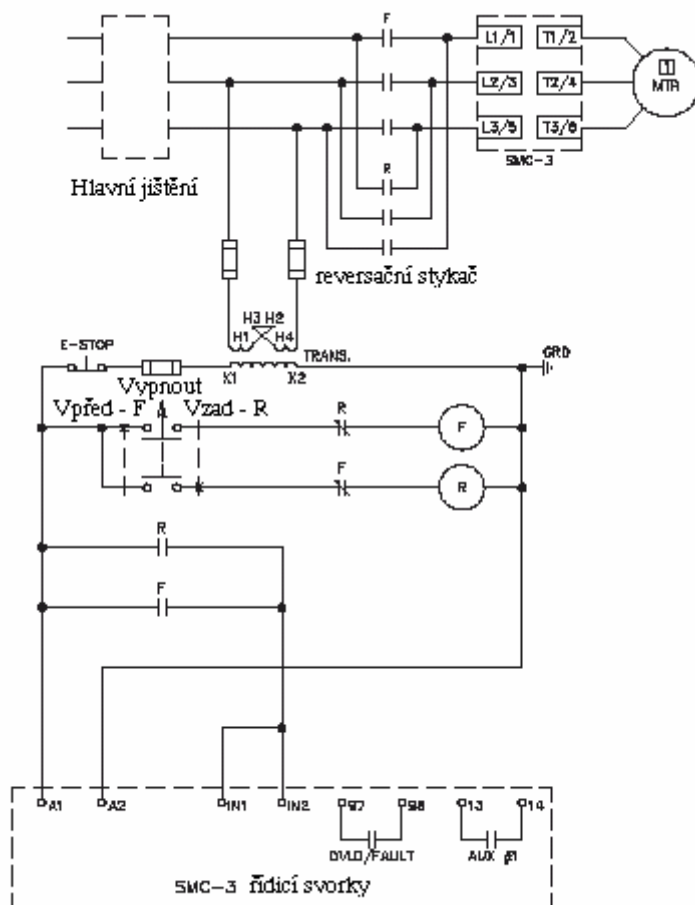 F
L1/1 T1/2
1
MTR
L2/3 T2/4
L3/5 T3/6
SMC-3
Hlavní jištění
R
reversační stykač
H3 H2
H1 H4
E-STOP
TRANS.
GRD
X1 X2
Vypnout
Vpřed - F Vzad - R
R
F
F
R
R
F
A1 A2 IN1 IN2 97 98 13 14
OVLD/FAULT AUX #1
SMC-3 řídicí svorky